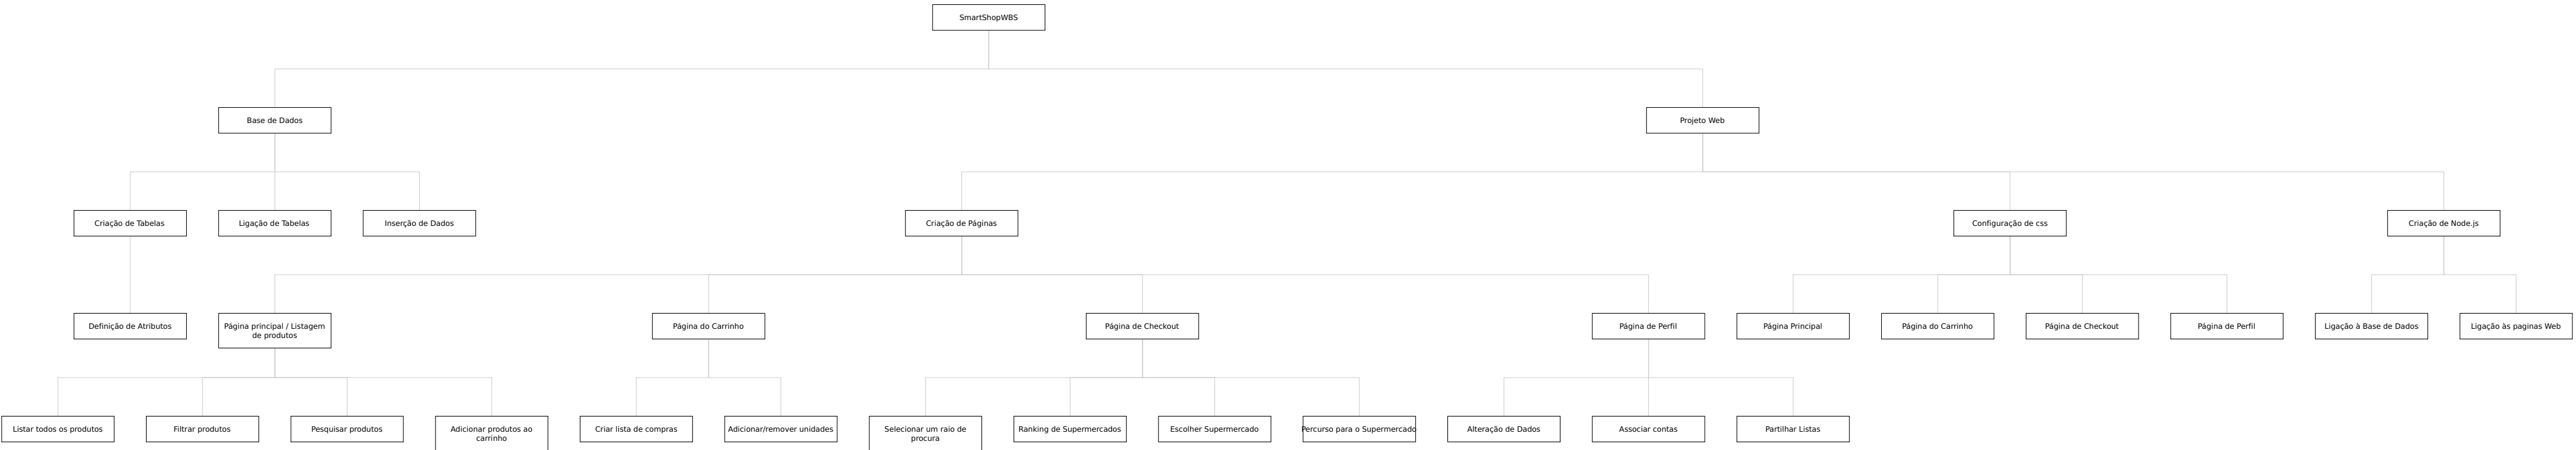 SmartShopWBS
Base de Dados
Projeto Web
Criação de Tabelas
Ligação de Tabelas
Inserção de Dados
Criação de Páginas
Configuração de css
Criação de Node.js
Definição de Atributos
Página principal / Listagem
de produtos
Página do Carrinho
Página de Checkout
Página de Perfil
Página Principal
Página do Carrinho
Página de Checkout
Página de Perfil
Ligação à Base de Dados
Ligação às paginas Web
Listar todos os produtos
Filtrar produtos
Pesquisar produtos
Adicionar produtos ao
carrinho
Criar lista de compras
Adicionar/remover unidades
Selecionar um raio de
procura
Ranking de Supermercados
Escolher Supermercado
Percurso para o Supermercado
Alteração de Dados
Associar contas
Partilhar Listas